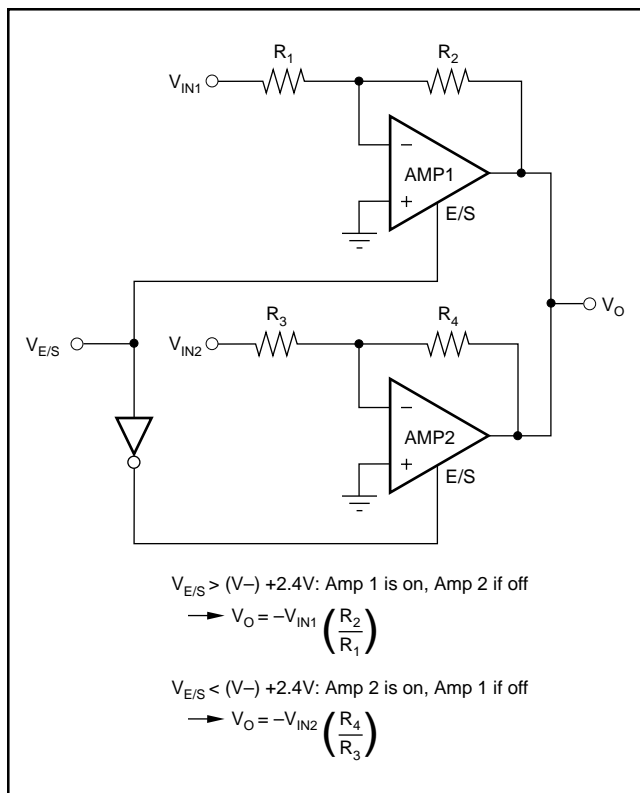 R1
R2
VIN1
−
AMP1
+
E/S
VE/S
VIN2
R3
R4
VO
−
AMP2
+
E/S
VE/S > (V–) +2.4V: Amp 1 is on, Amp 2 if off
→ VO = –VIN1 (R2/R1)
VE/S < (V–) +2.4V: Amp 2 is on, Amp 1 if off
→ VO = –VIN2 (R4/R3)